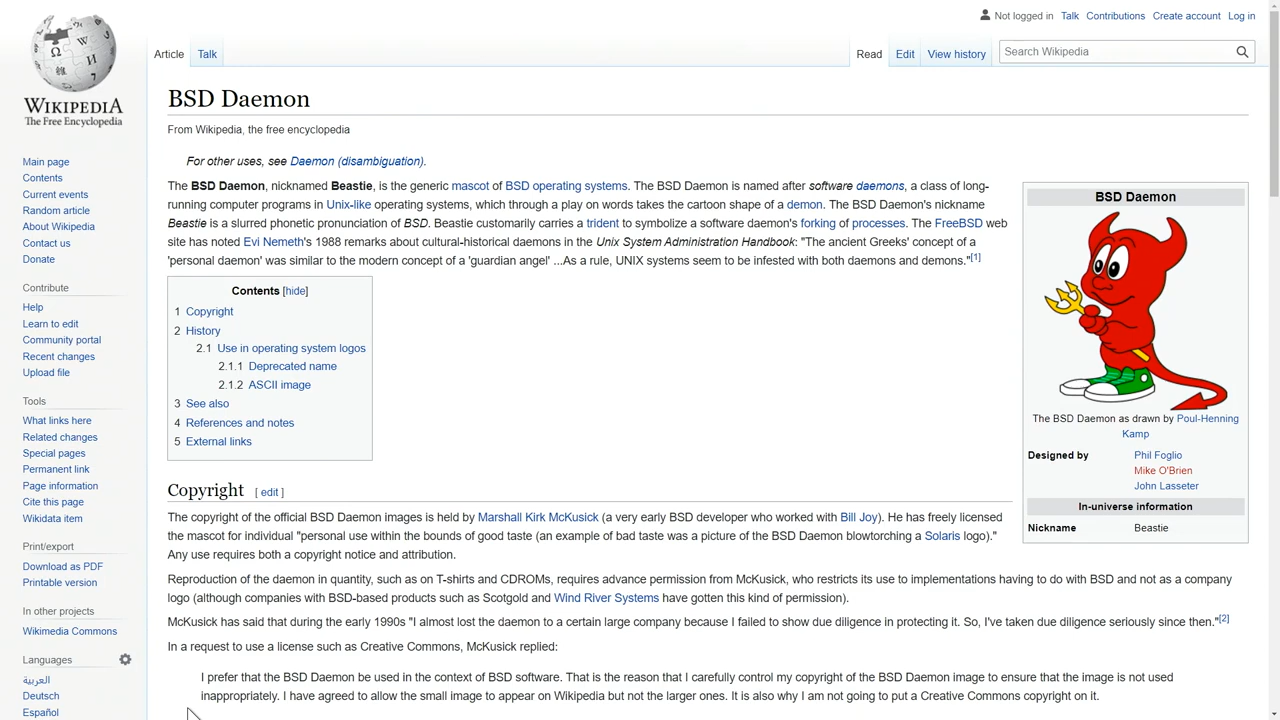 Not logged in Talk Contributions Create account Log in
Article Talk Read Edit View history Search Wikipedia
WIKIPEDIA
The Free Encyclopedia
Main page
Contents
Current events
Random article
About Wikipedia
Contact us
Donate
Contribute
Help
Learn to edit
Community portal
Recent changes
Upload file
Tools
What links here
Related changes
Special pages
Permanent link
Page information
Cite this page
Wikidata item
Print/export
Download as PDF
Printable version
In other projects
Wikimedia Commons
Languages
العربية
Deutsch
Español
BSD Daemon
From Wikipedia, the free encyclopedia
For other uses, see Daemon (disambiguation).
The BSD Daemon, nicknamed Beastie, is the generic mascot of BSD operating systems. The BSD Daemon is named after software daemons, a class of long-
running computer programs in Unix-like operating systems, which through a play on words takes the cartoon shape of a demon. The BSD Daemon's nickname
Beastie is a slurred phonetic pronunciation of BSD. Beastie customarily carries a trident to symbolize a software daemon's forking of processes. The FreeBSD web
site has noted Evi Nemeth's 1988 remarks about cultural-historical daemons in the Unix System Administration Handbook: "The ancient Greeks' concept of a
'personal daemon' was similar to the modern concept of a 'guardian angel' ...As a rule, UNIX systems seem to be infested with both daemons and demons."[1]
Contents [hide]
1 Copyright
2 History
2.1 Use in operating system logos
2.1.1 Deprecated name
2.1.2 ASCII image
3 See also
4 References and notes
5 External links
BSD Daemon
The BSD Daemon as drawn by Poul-Henning
Kamp
Designed by Phil Foglio
Mike O'Brien
John Lasseter
In-universe information
Nickname Beastie
Copyright [ edit ]
The copyright of the official BSD Daemon images is held by Marshall Kirk McKusick (a very early BSD developer who worked with Bill Joy). He has freely licensed
the mascot for individual "personal use within the bounds of good taste (an example of bad taste was a picture of the BSD Daemon blowtorching a Solaris logo)."
Any use requires both a copyright notice and attribution.
Reproduction of the daemon in quantity, such as on T-shirts and CDROMs, requires advance permission from McKusick, who restricts its use to implementations having to do with BSD and not as a company
logo (although companies with BSD-based products such as Scotgold and Wind River Systems have gotten this kind of permission).
McKusick has said that during the early 1990s "I almost lost the daemon to a certain large company because I failed to show due diligence in protecting it. So, I've taken due diligence seriously since then."[2]
In a request to use a license such as Creative Commons, McKusick replied:
I prefer that the BSD Daemon be used in the context of BSD software. That is the reason that I carefully control my copyright of the BSD Daemon image to ensure that the image is not used
inappropriately. I have agreed to allow the small image to appear on Wikipedia but not the larger ones. It is also why I am not going to put a Creative Commons copyright on it.